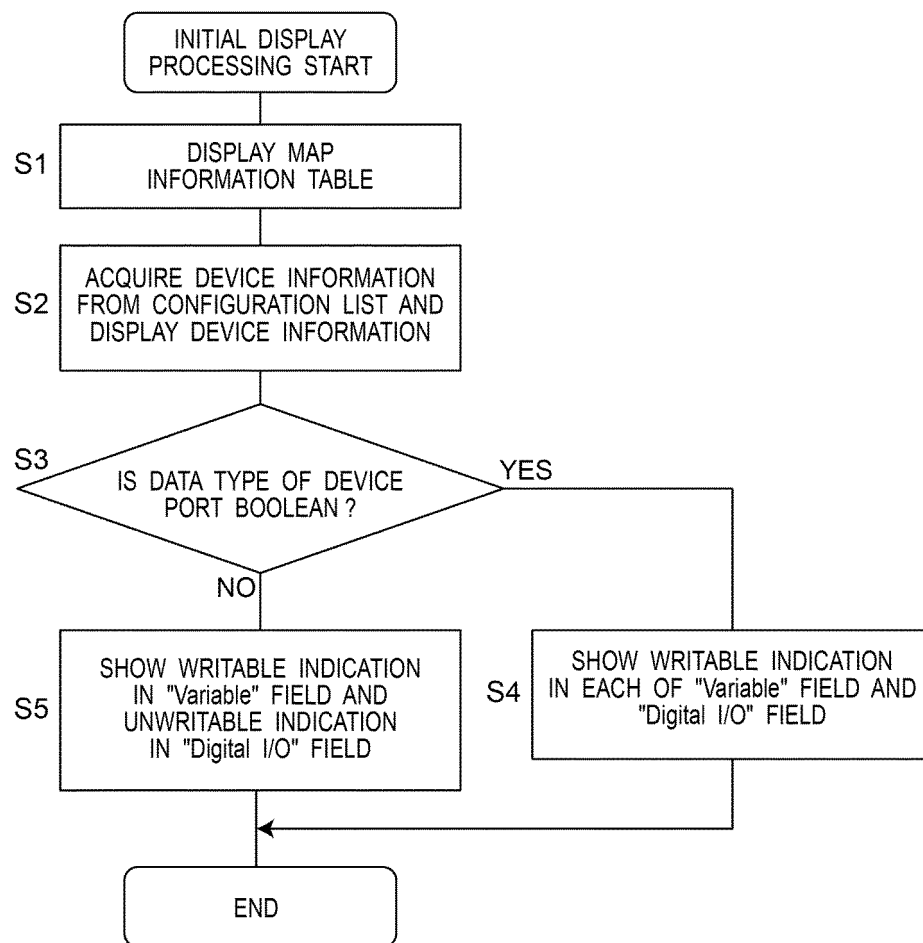 INITIAL DISPLAY
PROCESSING START
S1
DISPLAY MAP
INFORMATION TABLE
S2
ACQUIRE DEVICE INFORMATION
FROM CONFIGURATION LIST AND
DISPLAY DEVICE INFORMATION
S3
IS DATA TYPE OF DEVICE
PORT BOOLEAN ?
YES
NO
S5
SHOW WRITABLE INDICATION
IN "Variable" FIELD AND
UNWRITABLE INDICATION
IN "Digital I/O" FIELD
S4
SHOW WRITABLE INDICATION
IN EACH OF "Variable" FIELD AND
"Digital I/O" FIELD
END